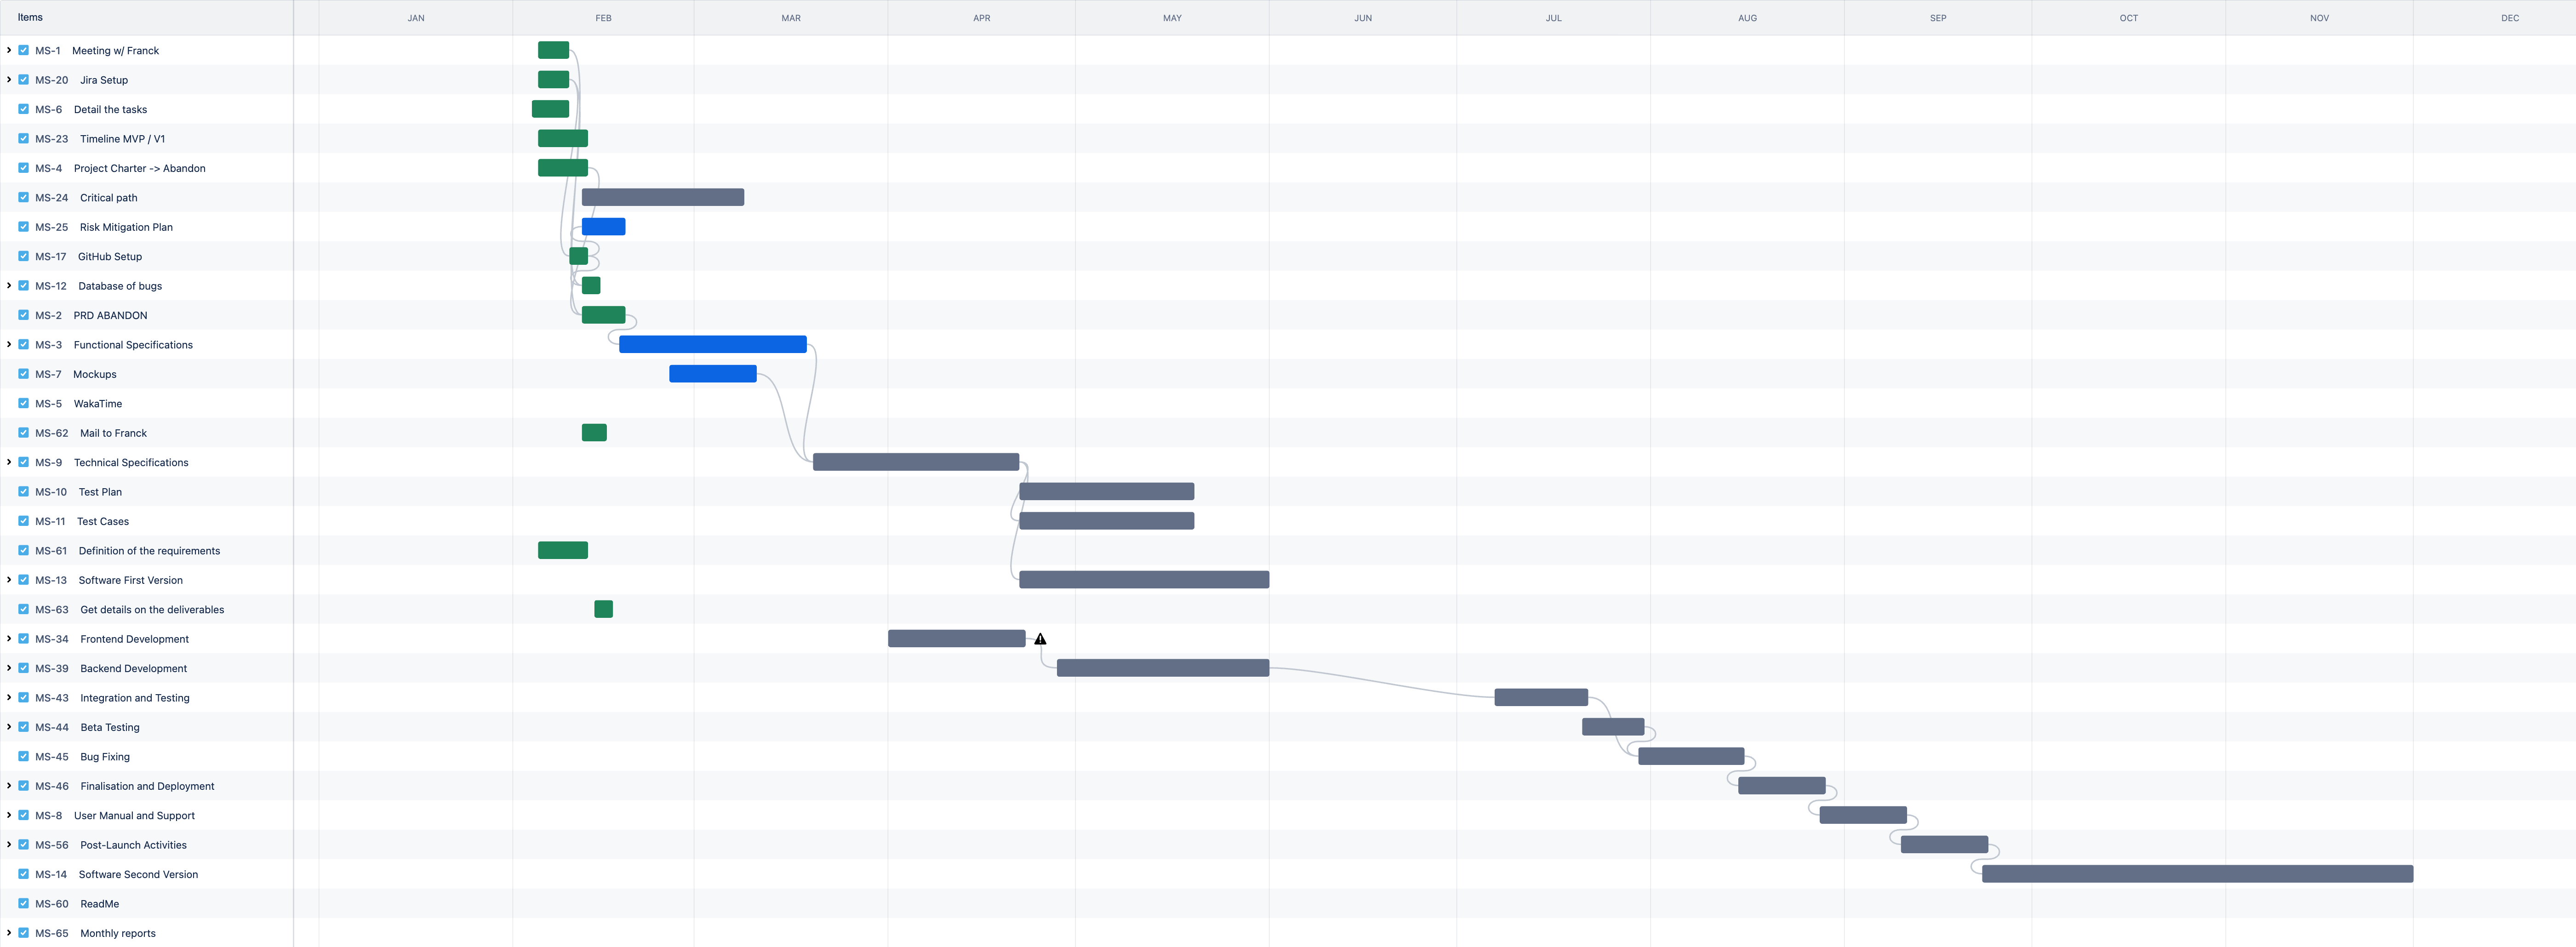 Items JAN FEB MAR APR MAY JUN JUL AUG SEP OCT NOV DEC
MS-1 Meeting w/ Franck
MS-20 Jira Setup
MS-6 Detail the tasks
MS-23 Timeline MVP / V1
MS-4 Project Charter -> Abandon
MS-24 Critical path
MS-25 Risk Mitigation Plan
MS-17 GitHub Setup
MS-12 Database of bugs
MS-2 PRD ABANDON
MS-3 Functional Specifications
MS-7 Mockups
MS-5 WakaTime
MS-62 Mail to Franck
MS-9 Technical Specifications
MS-10 Test Plan
MS-11 Test Cases
MS-61 Definition of the requirements
MS-13 Software First Version
MS-63 Get details on the deliverables
MS-34 Frontend Development
MS-39 Backend Development
MS-43 Integration and Testing
MS-44 Beta Testing
MS-45 Bug Fixing
MS-46 Finalisation and Deployment
MS-8 User Manual and Support
MS-56 Post-Launch Activities
MS-14 Software Second Version
MS-60 ReadMe
MS-65 Monthly reports